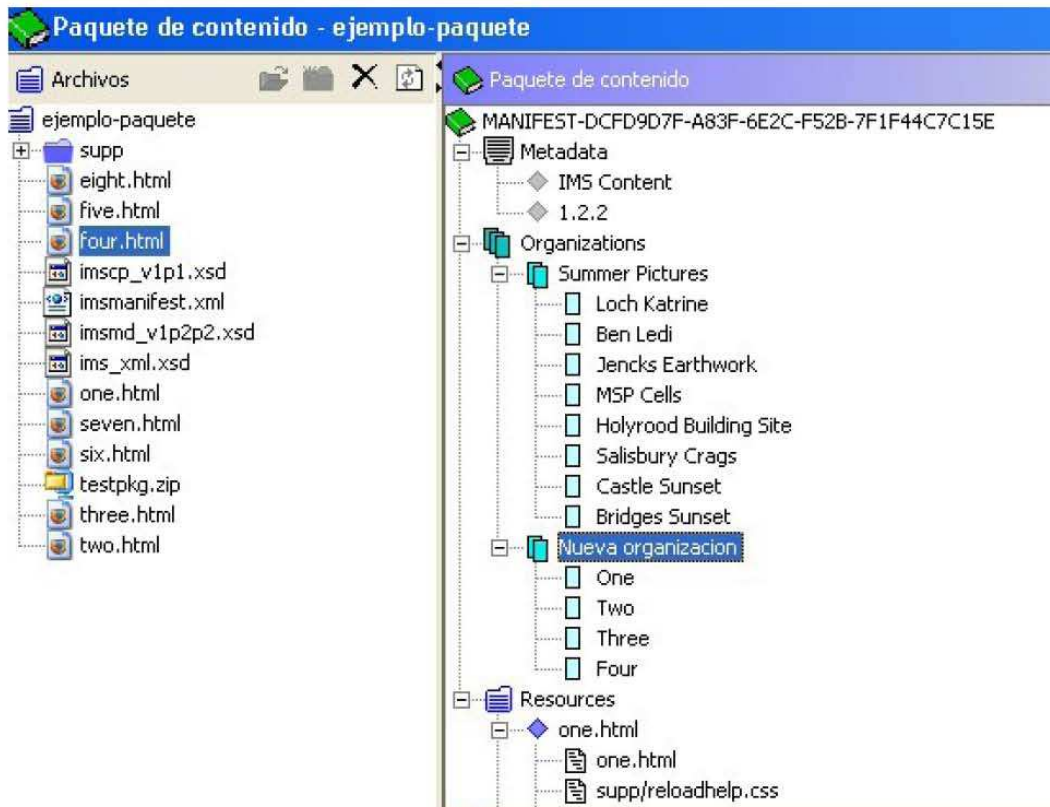 Paquete de contenido - ejemplo-paquete
Archivos
ejemplo-paquete
supp
eight.html
five.html
four.html
imscp_v1p1.xsd
imsmanifest.xml
imsmd_v1p2p2.xsd
ims_xml.xsd
one.html
seven.html
six.html
testpkg.zip
three.html
two.html
Paquete de contenido
MANIFEST-DCFD9D7F-A83F-6E2C-F52B-7F1F44C7C15E
Metadata
IMS Content
1.2.2
Organizations
Summer Pictures
Loch Katrine
Ben Ledi
Jencks Earthwork
MSP Cells
Holyrood Building Site
Salisbury Crags
Castle Sunset
Bridges Sunset
Nueva organizacion
One
Two
Three
Four
Resources
one.html
one.html
supp/reloadhelp.css